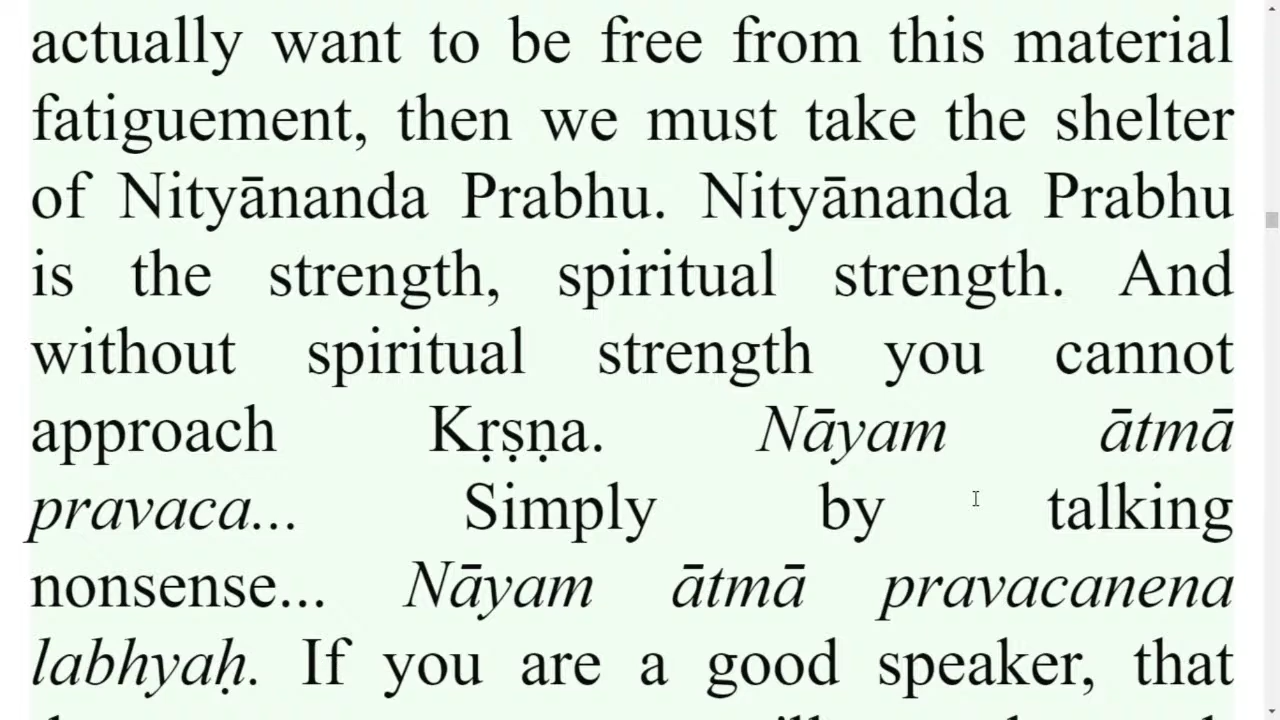 actually want to be free from this material
fatiguement, then we must take the shelter
of Nityānanda Prabhu. Nityānanda Prabhu
is the strength, spiritual strength. And
without spiritual strength you cannot
approach Kṛṣṇa. Nāyam ātmā
pravaca... Simply by talking
nonsense... Nāyam ātmā pravacanena
labhyaḥ. If you are a good speaker, that